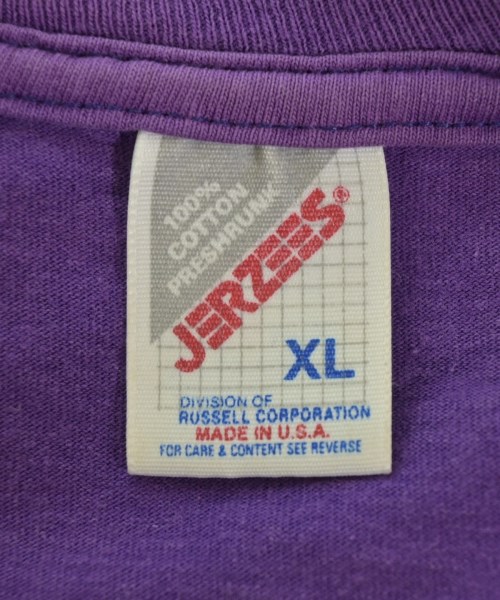 100%
COTTON
PRESHRUNK
JERZEES®
XL
DIVISION OF
RUSSELL CORPORATION
MADE IN U.S.A.
FOR CARE & CONTENT SEE REVERSE